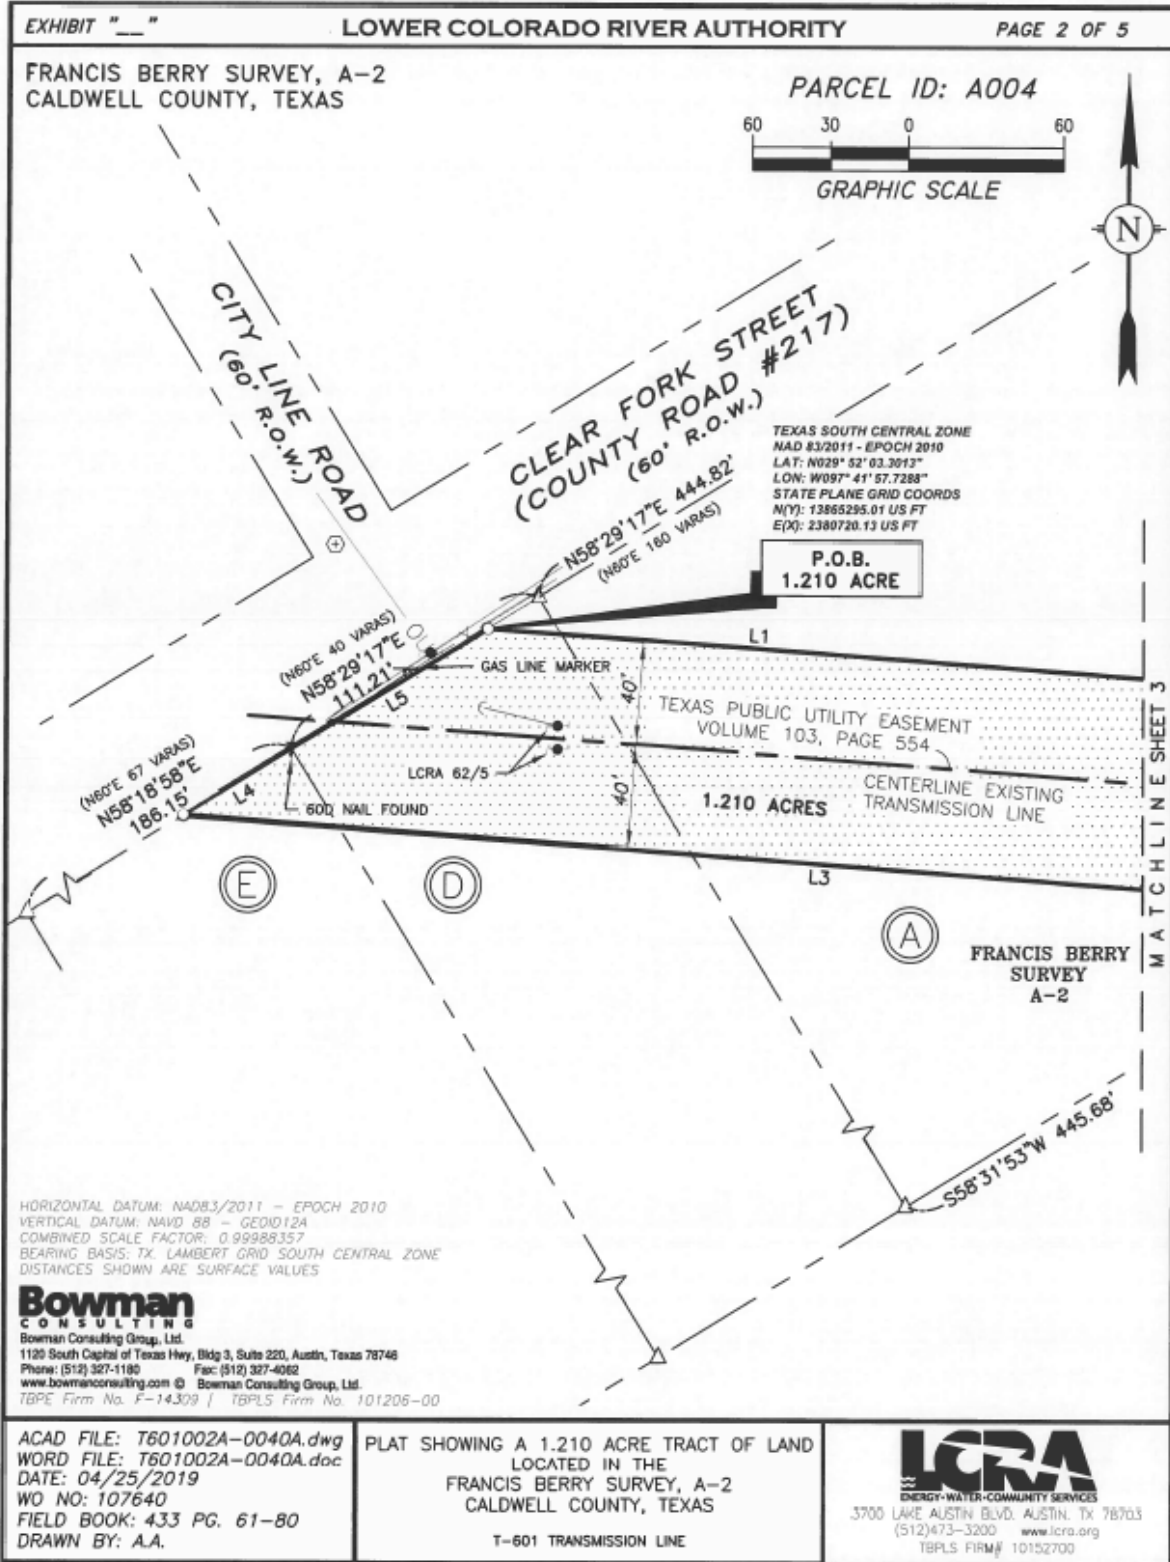 EXHIBIT "__"
LOWER COLORADO RIVER AUTHORITY
PAGE 2 OF 5
FRANCIS BERRY SURVEY, A-2
CALDWELL COUNTY, TEXAS
PARCEL ID: A004
60 30 0 60
GRAPHIC SCALE
N
CITY LINE ROAD
(60' R.O.W.)
CLEAR FORK STREET
(COUNTY ROAD #217)
(60' R.O.W.)
TEXAS SOUTH CENTRAL ZONE
NAD 83/2011 - EPOCH 2010
LAT: N029° 52' 03.3013"
LON: W097° 41' 57.7288"
STATE PLANE GRID COORDS
N(Y): 13865295.01 US FT
E(X): 2380720.13 US FT
N58°29'17"E 444.82'
(N60°E 160 VARAS)
P.O.B.
1.210 ACRE
L1
(N60°E 40 VARAS)
N58°29'17"E
111.21'
L5
GAS LINE MARKER
40'
TEXAS PUBLIC UTILITY EASEMENT
VOLUME 103, PAGE 554
MATCHLINE SHEET 3
LCRA 62/5
40'
1.210 ACRES
CENTERLINE EXISTING
TRANSMISSION LINE
(N60°E 67 VARAS)
N58°18'58"E
186.15'
L4
60D NAIL FOUND
L3
E
D
A
FRANCIS BERRY
SURVEY
A-2
S58°31'53"W 445.68'
HORIZONTAL DATUM: NAD83/2011 - EPOCH 2010
VERTICAL DATUM: NAVD 88 - GEOID12A
COMBINED SCALE FACTOR: 0.99988357
BEARING BASIS: TX. LAMBERT GRID SOUTH CENTRAL ZONE
DISTANCES SHOWN ARE SURFACE VALUES
Bowman
CONSULTING
Bowman Consulting Group, Ltd.
1120 South Capital of Texas Hwy, Bldg 3, Suite 220, Austin, Texas 78746
Phone: (512) 327-1180 Fax: (512) 327-4062
www.bowmanconsulting.com © Bowman Consulting Group, Ltd.
TBPE Firm No. F-14309 | TBPLS Firm No. 101206-00
ACAD FILE: T601002A-0040A.dwg
WORD FILE: T601002A-0040A.doc
DATE: 04/25/2019
WO NO: 107640
FIELD BOOK: 433 PG. 61-80
DRAWN BY: A.A.
PLAT SHOWING A 1.210 ACRE TRACT OF LAND
LOCATED IN THE
FRANCIS BERRY SURVEY, A-2
CALDWELL COUNTY, TEXAS
T-601 TRANSMISSION LINE
LCRA
ENERGY•WATER•COMMUNITY SERVICES
3700 LAKE AUSTIN BLVD. AUSTIN. TX 78703
(512)473-3200 www.lcra.org
TBPLS FIRM# 10152700